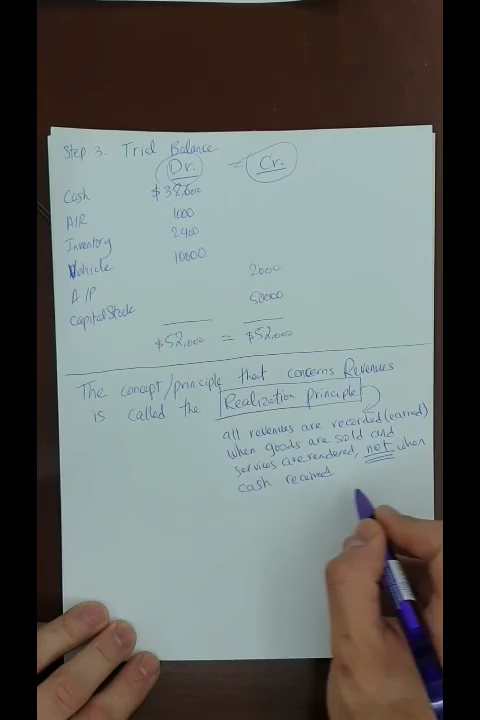 Step 3. Trial Balance
Dr. = Cr.
Cash $38,600
A/R 1000
Inventory 2400
Vehicle 10000
A/P 2000
Capital Stock 50000
$52,000 = $52,000
The concept/principle that concerns Revenues
is called the Realization principle
all revenues are recorded (earned)
when goods are sold and
services are rendered, not when
cash received